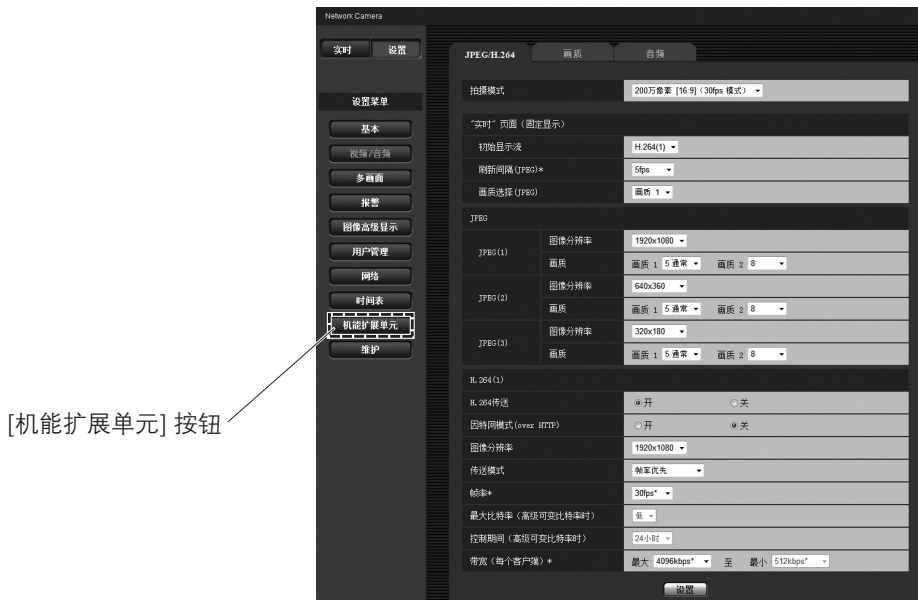 Network Camera
实时 设置
JPEG/H.264 画质 音频
设置菜单
基本
视频/音频
多画面
报警
图像高级显示
用户管理
网络
时间表
机能扩展单元
维护
[机能扩展单元] 按钮
拍摄模式 200万像素 [16:9] (30fps 模式)
“实时” 页面 (固定显示)
初始显示流 H.264(1)
刷新间隔(JPEG)* 5fps
画质选择(JPEG) 画质 1
JPEG
JPEG(1) 图像分辨率 1920x1080
画质 画质 1 5 通常 画质 2 8
JPEG(2) 图像分辨率 640x360
画质 画质 1 5 通常 画质 2 8
JPEG(3) 图像分辨率 320x180
画质 画质 1 5 通常 画质 2 8
H.264(1)
H.264传送 开 关
因特网模式(over HTTP) 开 关
图像分辨率 1920x1080
传送模式 帧率优先
帧率* 30fps*
最大比特率 (高级可变比特率时) 低
控制期间 (高级可变比特率时) 24小时
带宽 (每个客户端) * 最大 4096kbps* 至 最小 512kbps*
设置